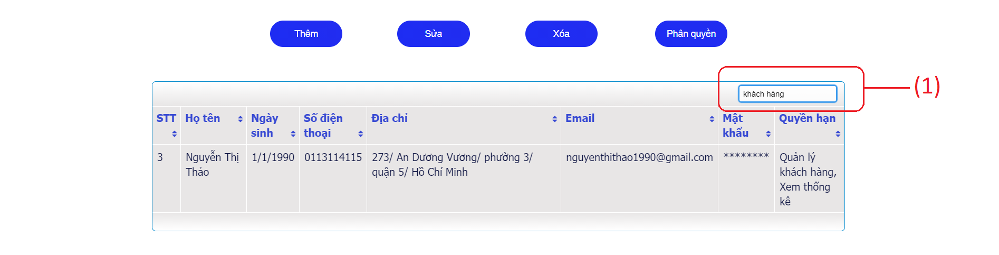 Thêm Sửa Xóa Phân quyền
khách hàng
(1)
STT Họ tên Ngày sinh Số điện thoại Địa chỉ Email Mật khẩu Quyền hạn
3 Nguyễn Thị Thảo 1/1/1990 0113114115 273/ An Dương Vương/ phường 3/ quận 5/ Hồ Chí Minh nguyenthithao1990@gmail.com ******** Quản lý khách hàng, Xem thống kê